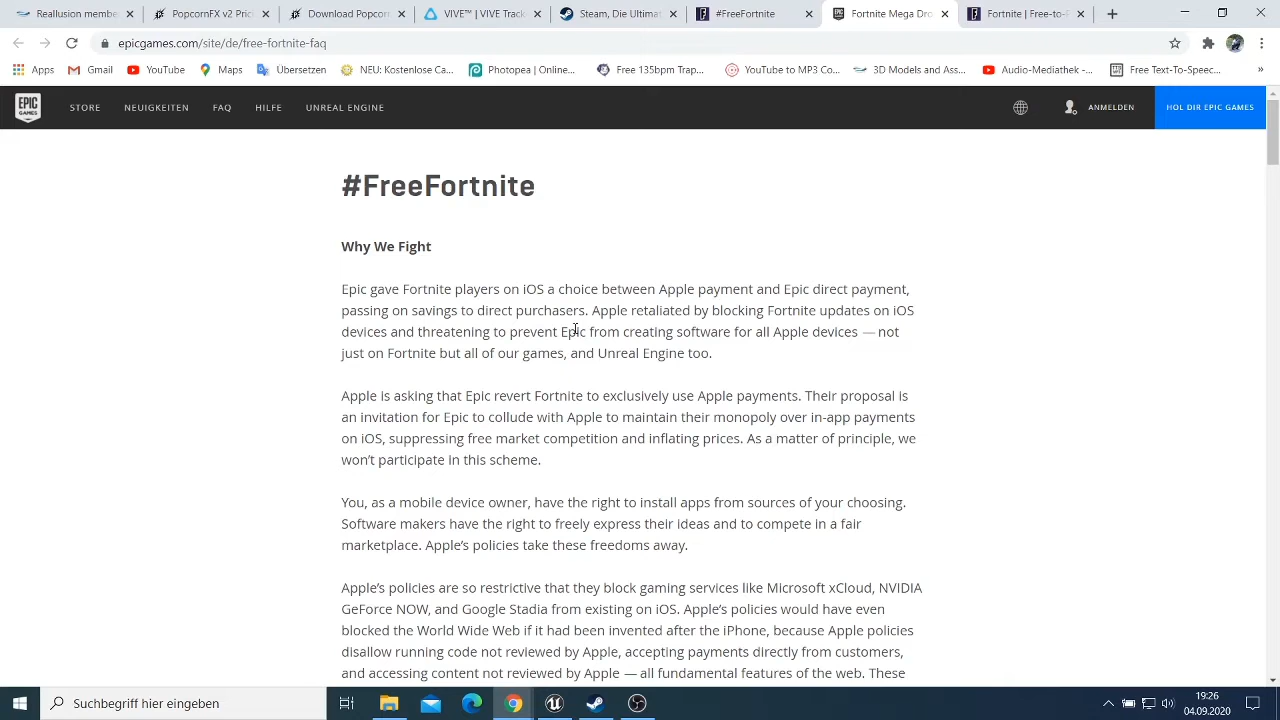 Reallusion membe...
PopcornFX v2 Pric
Download Popcorn
VIVE™ | VIVE Track
Steam, Die Ultimat
#FreeFortnite
Fortnite Mega Dro
Fortnite | Free-to-F
epicgames.com/site/de/free-fortnite-faq
Apps
Gmail
YouTube
Maps
Übersetzen
NEU: Kostenlose Ca...
Photopea | Online...
Free 135bpm Trap...
YouTube to MP3 Co...
3D Models and Ass...
Audio-Mediathek -...
Free Text-To-Speec...
»
EPIC
GAMES
STORE
NEUIGKEITEN
FAQ
HILFE
UNREAL ENGINE
ANMELDEN
HOL DIR EPIC GAMES
#FreeFortnite
Why We Fight
Epic gave Fortnite players on iOS a choice between Apple payment and Epic direct payment,
passing on savings to direct purchasers. Apple retaliated by blocking Fortnite updates on iOS
devices and threatening to prevent Epic from creating software for all Apple devices — not
just on Fortnite but all of our games, and Unreal Engine too.
Apple is asking that Epic revert Fortnite to exclusively use Apple payments. Their proposal is
an invitation for Epic to collude with Apple to maintain their monopoly over in-app payments
on iOS, suppressing free market competition and inflating prices. As a matter of principle, we
won’t participate in this scheme.
You, as a mobile device owner, have the right to install apps from sources of your choosing.
Software makers have the right to freely express their ideas and to compete in a fair
marketplace. Apple’s policies take these freedoms away.
Apple’s policies are so restrictive that they block gaming services like Microsoft xCloud, NVIDIA
GeForce NOW, and Google Stadia from existing on iOS. Apple’s policies would have even
blocked the World Wide Web if it had been invented after the iPhone, because Apple policies
disallow running code not reviewed by Apple, accepting payments directly from customers,
and accessing content not reviewed by Apple — all fundamental features of the web. These
Suchbegriff hier eingeben
19:26
04.09.2020